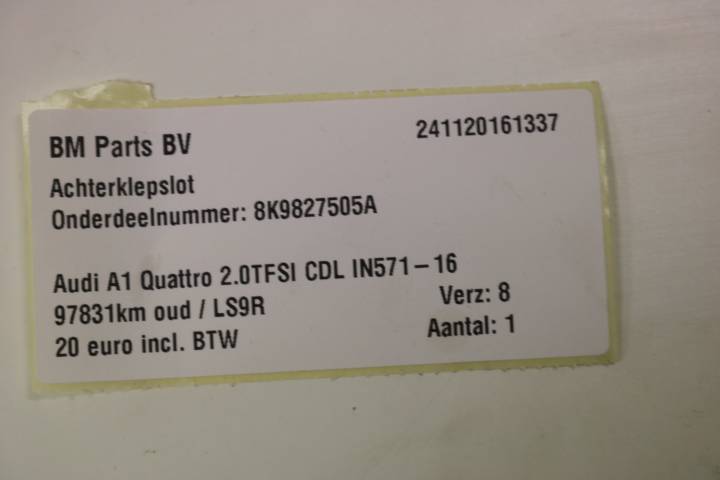 BM Parts BV 241120161337
Achterklepslot
Onderdeelnummer: 8K9827505A
Audi A1 Quattro 2.0TFSI CDL IN571-16
97831km oud / LS9R Verz: 8
20 euro incl. BTW Aantal: 1